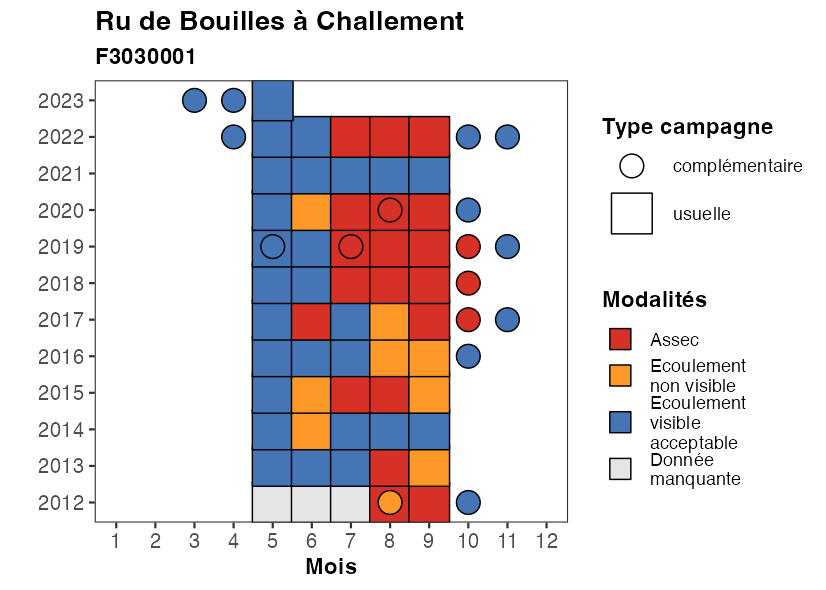 Ru de Bouilles à Challement
F3030001
2023
2022
2021
2020
2019
2018
2017
2016
2015
2014
2013
2012
1 2 3 4 5 6 7 8 9 10 11 12
Mois
Type campagne
complémentaire
usuelle
Modalités
Assec
Ecoulement
non visible
Ecoulement
visible
acceptable
Donnée
manquante